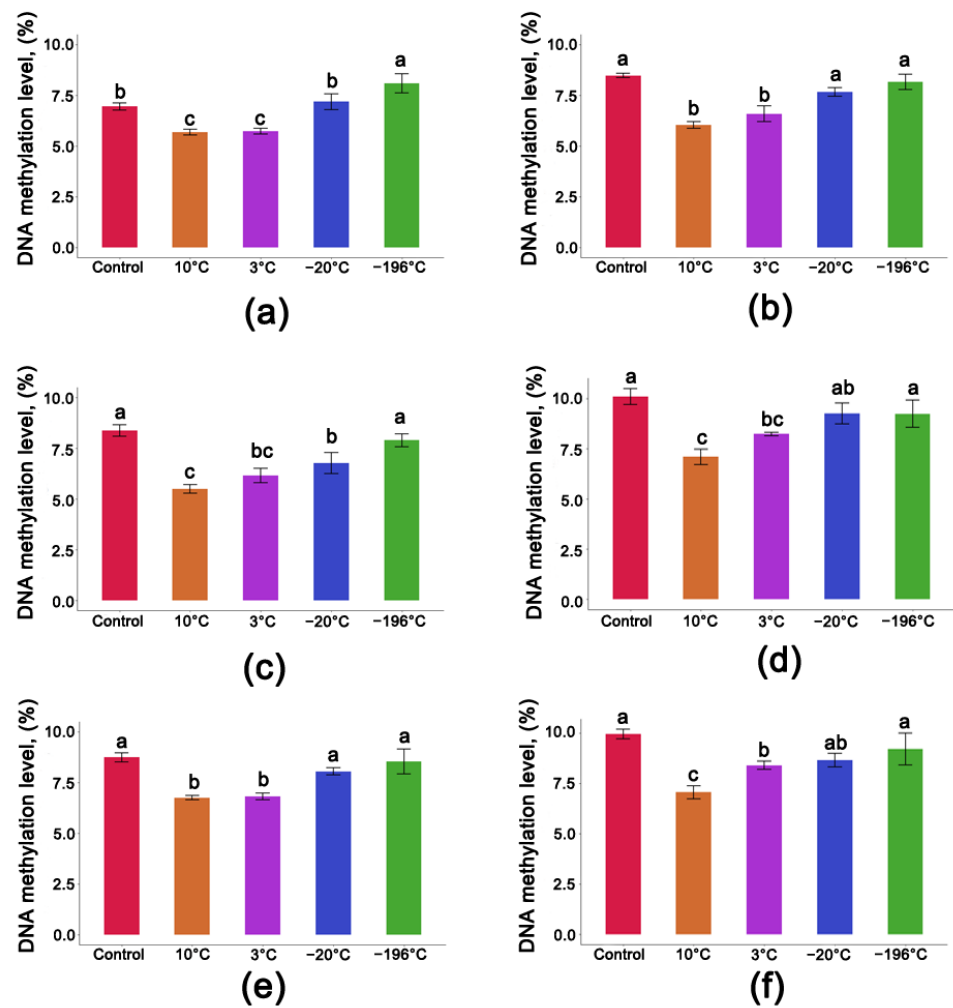 DNA methylation level, (%)
10.0
7.5
5.0
2.5
0.0
b
c
c
b
a
Control
10°C
3°C
−20°C
−196°C
(a)
DNA methylation level, (%)
10.0
7.5
5.0
2.5
0.0
a
b
b
a
a
Control
10°C
3°C
−20°C
−196°C
(b)
DNA methylation level, (%)
10.0
7.5
5.0
2.5
0.0
a
c
bc
b
a
Control
10°C
3°C
−20°C
−196°C
(c)
DNA methylation level, (%)
10.0
7.5
5.0
2.5
0.0
a
c
bc
ab
a
Control
10°C
3°C
−20°C
−196°C
(d)
DNA methylation level, (%)
10.0
7.5
5.0
2.5
0.0
a
b
b
a
a
Control
10°C
3°C
−20°C
−196°C
(e)
DNA methylation level, (%)
10.0
7.5
5.0
2.5
0.0
a
c
b
ab
a
Control
10°C
3°C
−20°C
−196°C
(f)